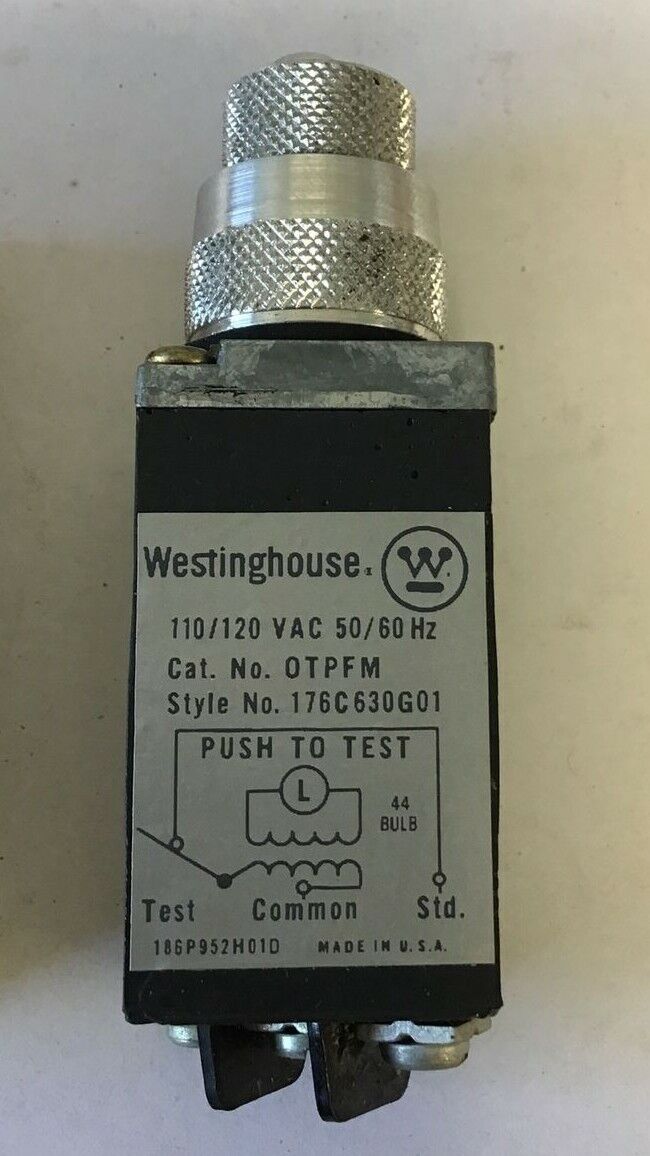 Westinghouse
W
110/120 VAC 50/60 Hz
Cat. No. OTPFM
Style No. 176C630G01
PUSH TO TEST
L
44
BULB
Test Common Std.
186P952H01D MADE IN U.S.A.